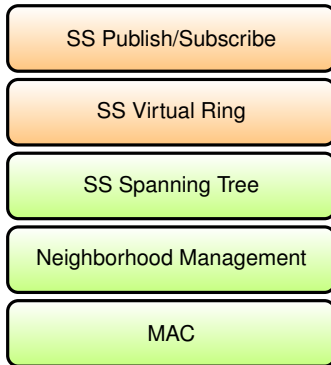 SS Publish/Subscribe
SS Virtual Ring
SS Spanning Tree
Neighborhood Management
MAC